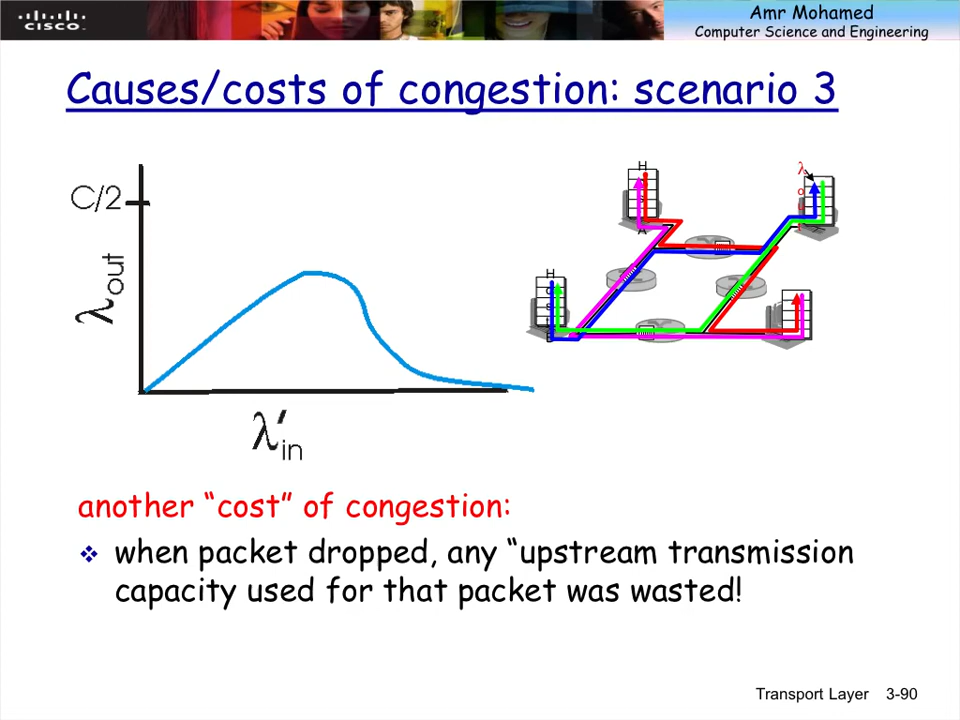 CISCO
Amr Mohamed
Computer Science and Engineering
Causes/costs of congestion: scenario 3
C/2
λout
λ′in
H
A
λ
o
H
o
s
t
B
another “cost” of congestion:
❖ when packet dropped, any “upstream transmission
capacity used for that packet was wasted!
Transport Layer 3-90